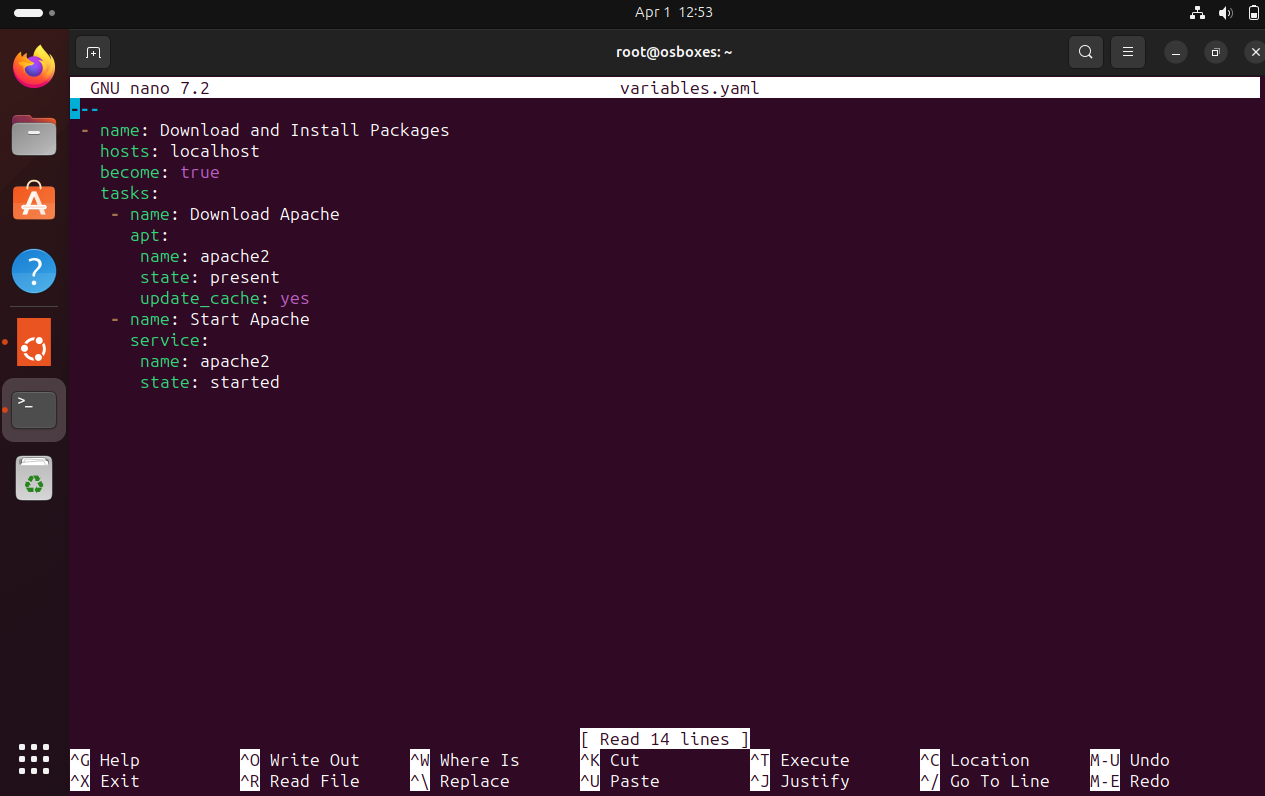 Apr 1 12:53
root@osboxes: ~
GNU nano 7.2 variables.yaml
---
 - name: Download and Install Packages
   hosts: localhost
   become: true
   tasks:
    - name: Download Apache
      apt:
       name: apache2
       state: present
       update_cache: yes
    - name: Start Apache
      service:
       name: apache2
       state: started
[ Read 14 lines ]
^G Help ^O Write Out ^W Where Is ^K Cut ^T Execute ^C Location M-U Undo
^X Exit ^R Read File ^\ Replace ^U Paste ^J Justify ^/ Go To Line M-E Redo